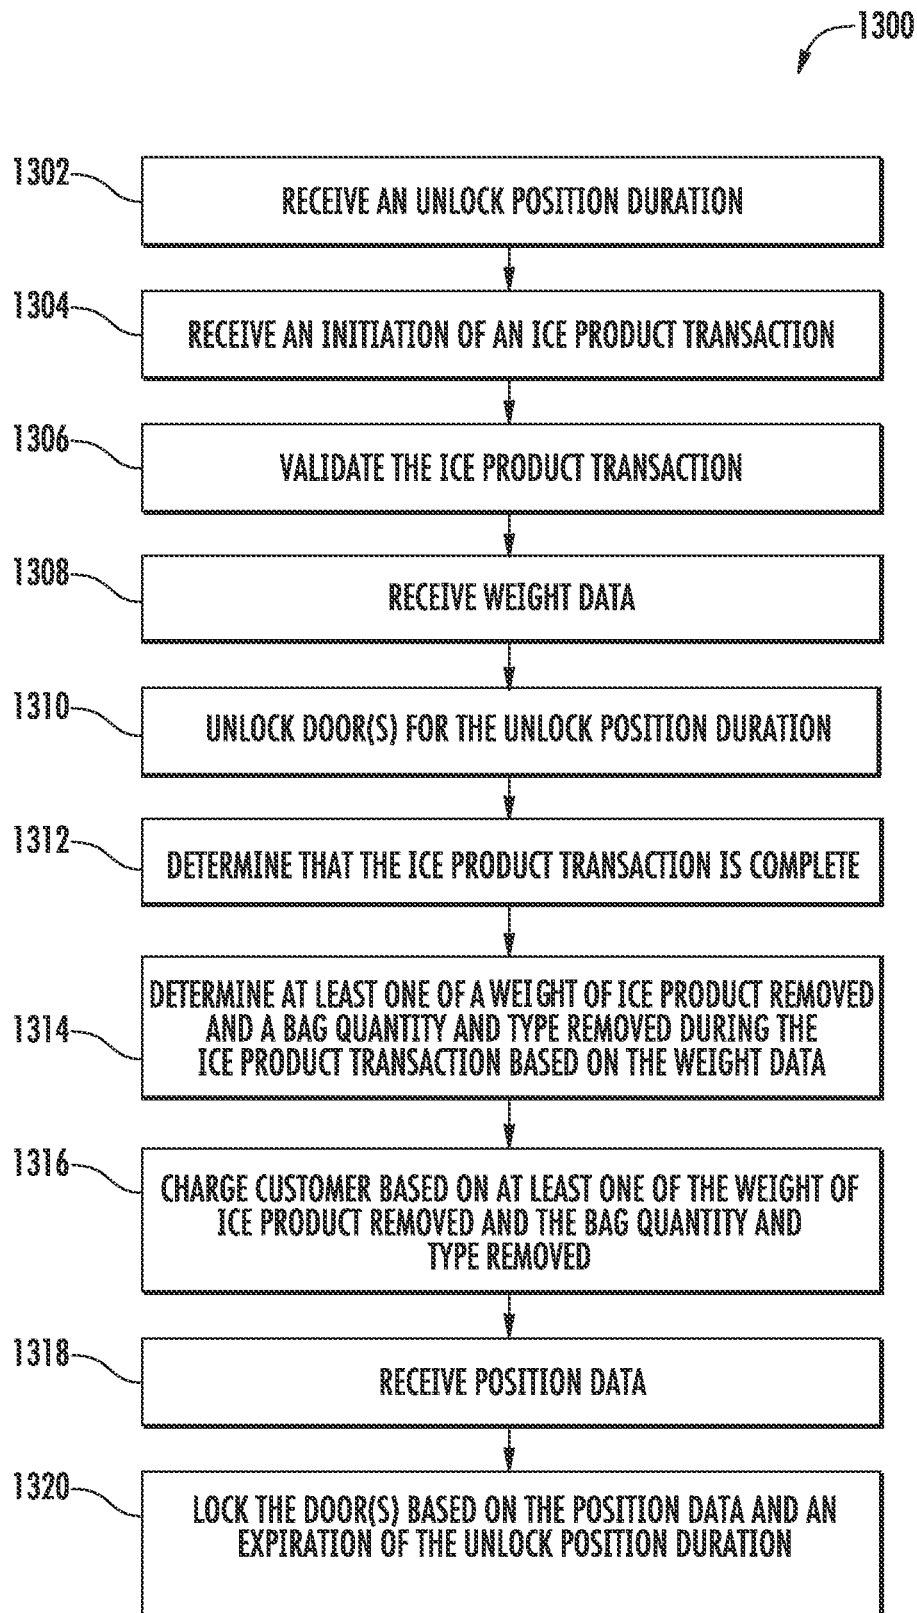 1300
1302
RECEIVE AN UNLOCK POSITION DURATION
1304
RECEIVE AN INITIATION OF AN ICE PRODUCT TRANSACTION
1306
VALIDATE THE ICE PRODUCT TRANSACTION
1308
RECEIVE WEIGHT DATA
1310
UNLOCK DOOR(S) FOR THE UNLOCK POSITION DURATION
1312
DETERMINE THAT THE ICE PRODUCT TRANSACTION IS COMPLETE
1314
DETERMINE AT LEAST ONE OF A WEIGHT OF ICE PRODUCT REMOVED
AND A BAG QUANTITY AND TYPE REMOVED DURING THE
ICE PRODUCT TRANSACTION BASED ON THE WEIGHT DATA
1316
CHARGE CUSTOMER BASED ON AT LEAST ONE OF THE WEIGHT OF
ICE PRODUCT REMOVED AND THE BAG QUANTITY AND
TYPE REMOVED
1318
RECEIVE POSITION DATA
1320
LOCK THE DOOR(S) BASED ON THE POSITION DATA AND AN
EXPIRATION OF THE UNLOCK POSITION DURATION